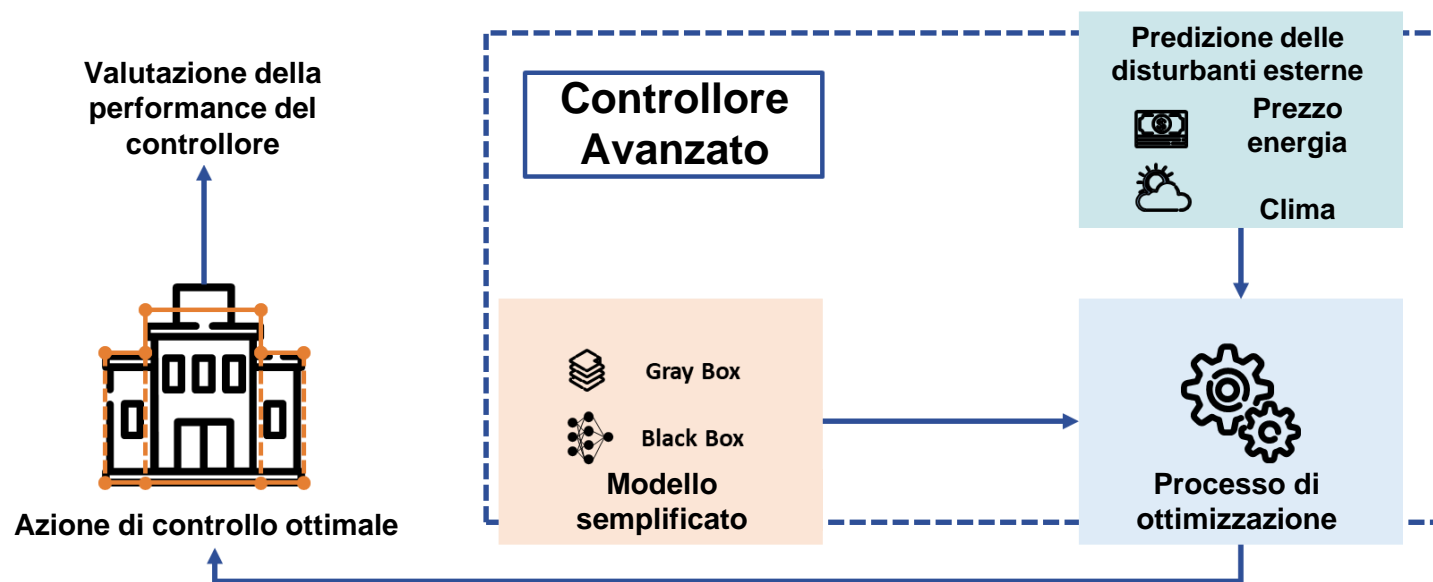 Valutazione della
performance del
controllore
Azione di controllo ottimale
Controllore
Avanzato
Predizione delle
disturbanti esterne
Prezzo
energia
Clima
Gray Box
Black Box
Modello
semplificato
Processo di
ottimizzazione